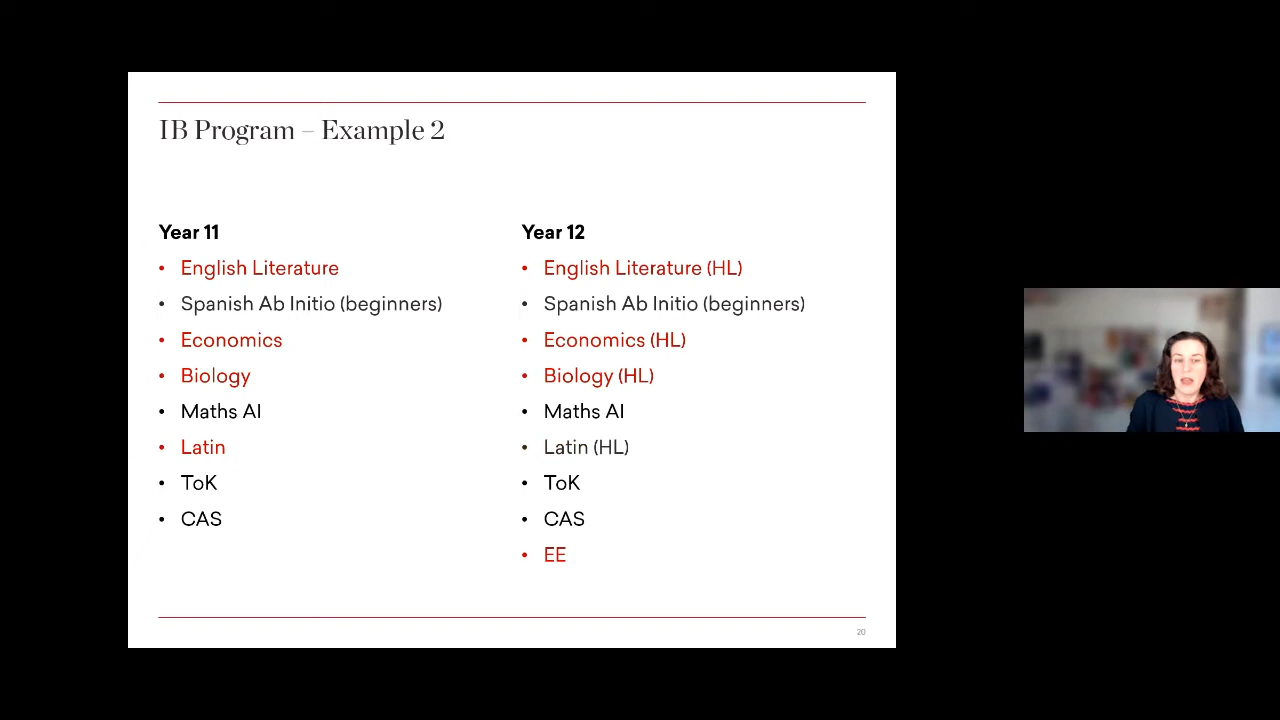 IB Program – Example 2
Year 11
• English Literature
• Spanish Ab Initio (beginners)
• Economics
• Biology
• Maths AI
• Latin
• ToK
• CAS
Year 12
• English Literature (HL)
• Spanish Ab Initio (beginners)
• Economics (HL)
• Biology (HL)
• Maths AI
• Latin (HL)
• ToK
• CAS
• EE
20